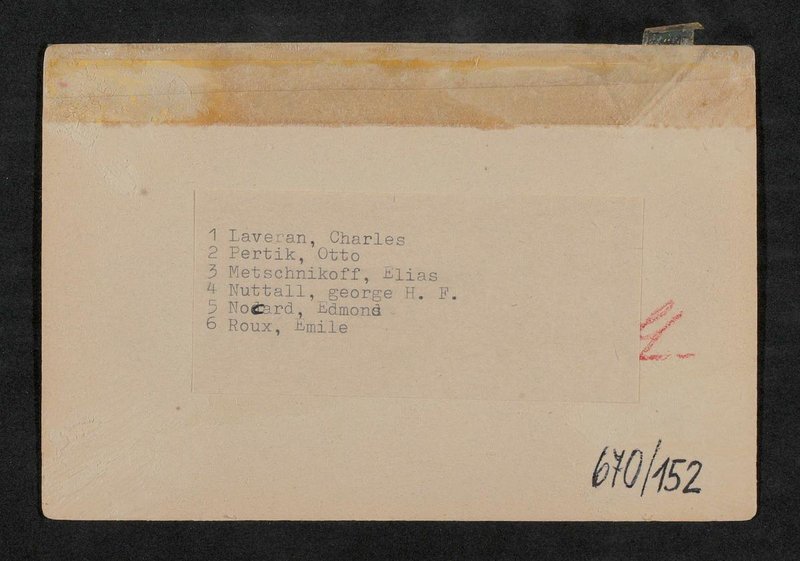 1 Laveran, Charles
2 Pertik, Otto
3 Metschnikoff, Elias
4 Nuttall, george H. F.
5 Nocard, Edmond
6 Roux, Emile
670/152